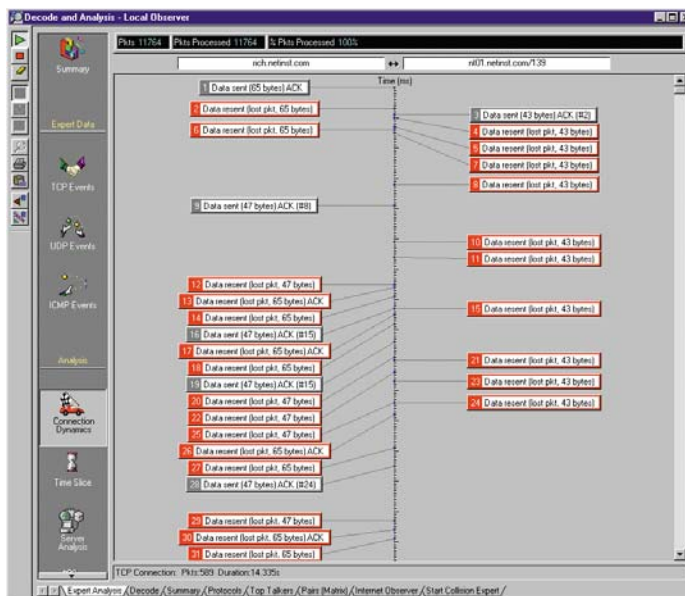 Decode and Analysis - Local Observer
Pkts 11764 Pkts Processed 11764 % Pkts Processed 100%
nch.netinst.com
nt01.netinst.com/139
Time (ms)
Summary
Expert Data
TCP Events
UDP Events
ICMP Events
Analysis
Connection Dynamics
Time Slice
Server Analysis
1 Data sent (65 bytes) ACK
2 Data resent (lost pkt, 65 bytes)
3 Data sent (43 bytes) ACK (#2)
6 Data resent (lost pkt, 65 bytes)
4 Data resent (lost pkt, 43 bytes)
5 Data resent (lost pkt, 43 bytes)
7 Data resent (lost pkt, 43 bytes)
8 Data resent (lost pkt, 43 bytes)
9 Data sent (47 bytes) ACK (#8)
10 Data resent (lost pkt, 43 bytes)
11 Data resent (lost pkt, 43 bytes)
12 Data resent (lost pkt, 47 bytes)
13 Data resent (lost pkt, 65 bytes) ACK
14 Data resent (lost pkt, 65 bytes)
15 Data resent (lost pkt, 43 bytes)
16 Data sent (47 bytes) ACK (#15)
17 Data resent (lost pkt, 65 bytes) ACK
18 Data resent (lost pkt, 65 bytes)
21 Data resent (lost pkt, 43 bytes)
19 Data sent (47 bytes) ACK (#15)
23 Data resent (lost pkt, 43 bytes)
20 Data resent (lost pkt, 47 bytes)
24 Data resent (lost pkt, 43 bytes)
22 Data resent (lost pkt, 47 bytes)
25 Data resent (lost pkt, 47 bytes)
26 Data resent (lost pkt, 65 bytes) ACK
27 Data resent (lost pkt, 65 bytes)
28 Data sent (47 bytes) ACK (#24)
29 Data resent (lost pkt, 47 bytes)
30 Data resent (lost pkt, 65 bytes) ACK
31 Data resent (lost pkt, 65 bytes)
TCP Connection: Pkts:589 Duration:14.335s
Expert Analysis / Decode / Summary / Protocols / Top Talkers / Pairs (Matrix) / Internet Observer / Start Collision Expert /